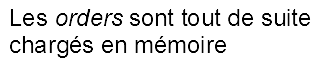 Les orders sont tout de suite
chargés en mémoire